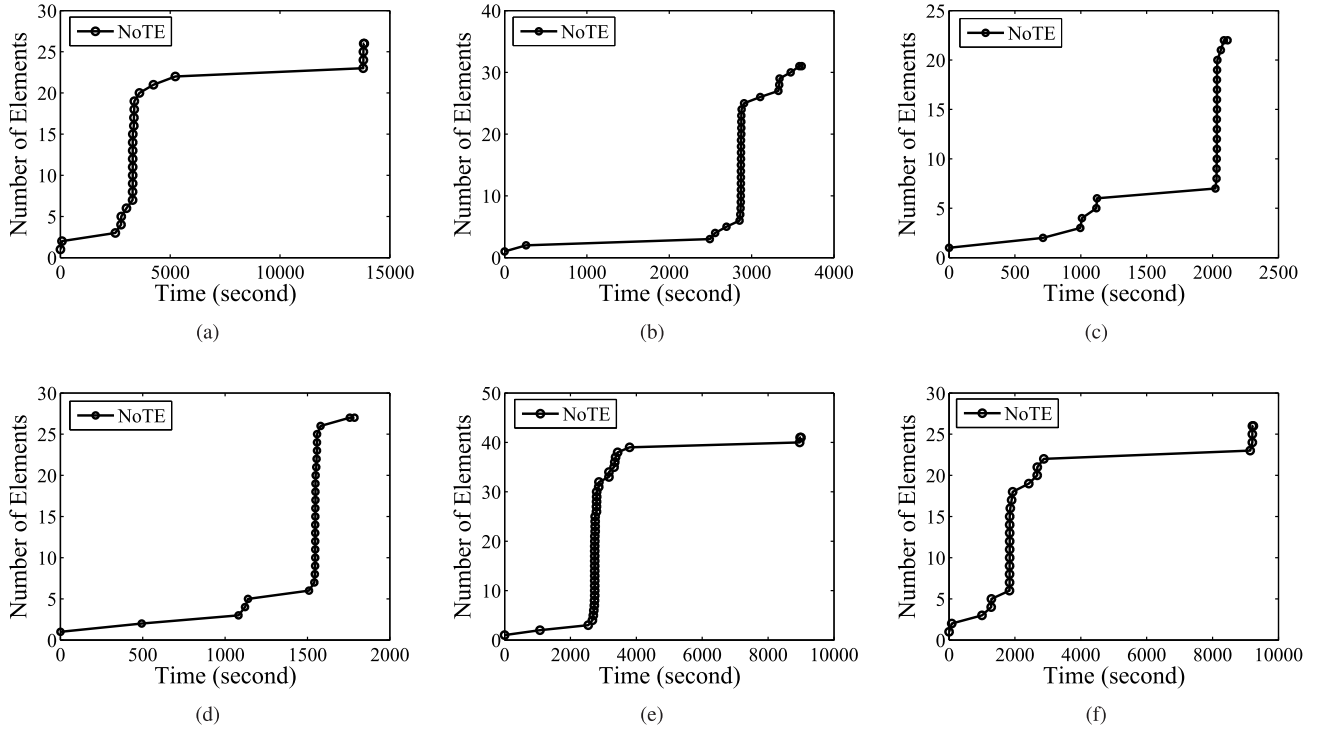 30
25
20
15
10
5
0
Number of Elements
NoTE
0 5000 10000 15000
Time (second)
(a)
40
30
20
10
0
Number of Elements
NoTE
0 1000 2000 3000 4000
Time (second)
(b)
25
20
15
10
5
0
Number of Elements
NoTE
0 500 1000 1500 2000 2500
Time (second)
(c)
30
25
20
15
10
5
0
Number of Elements
NoTE
0 500 1000 1500 2000
Time (second)
(d)
50
40
30
20
10
0
Number of Elements
NoTE
0 2000 4000 6000 8000 10000
Time (second)
(e)
30
25
20
15
10
5
0
Number of Elements
NoTE
0 2000 4000 6000 8000 10000
Time (second)
(f)